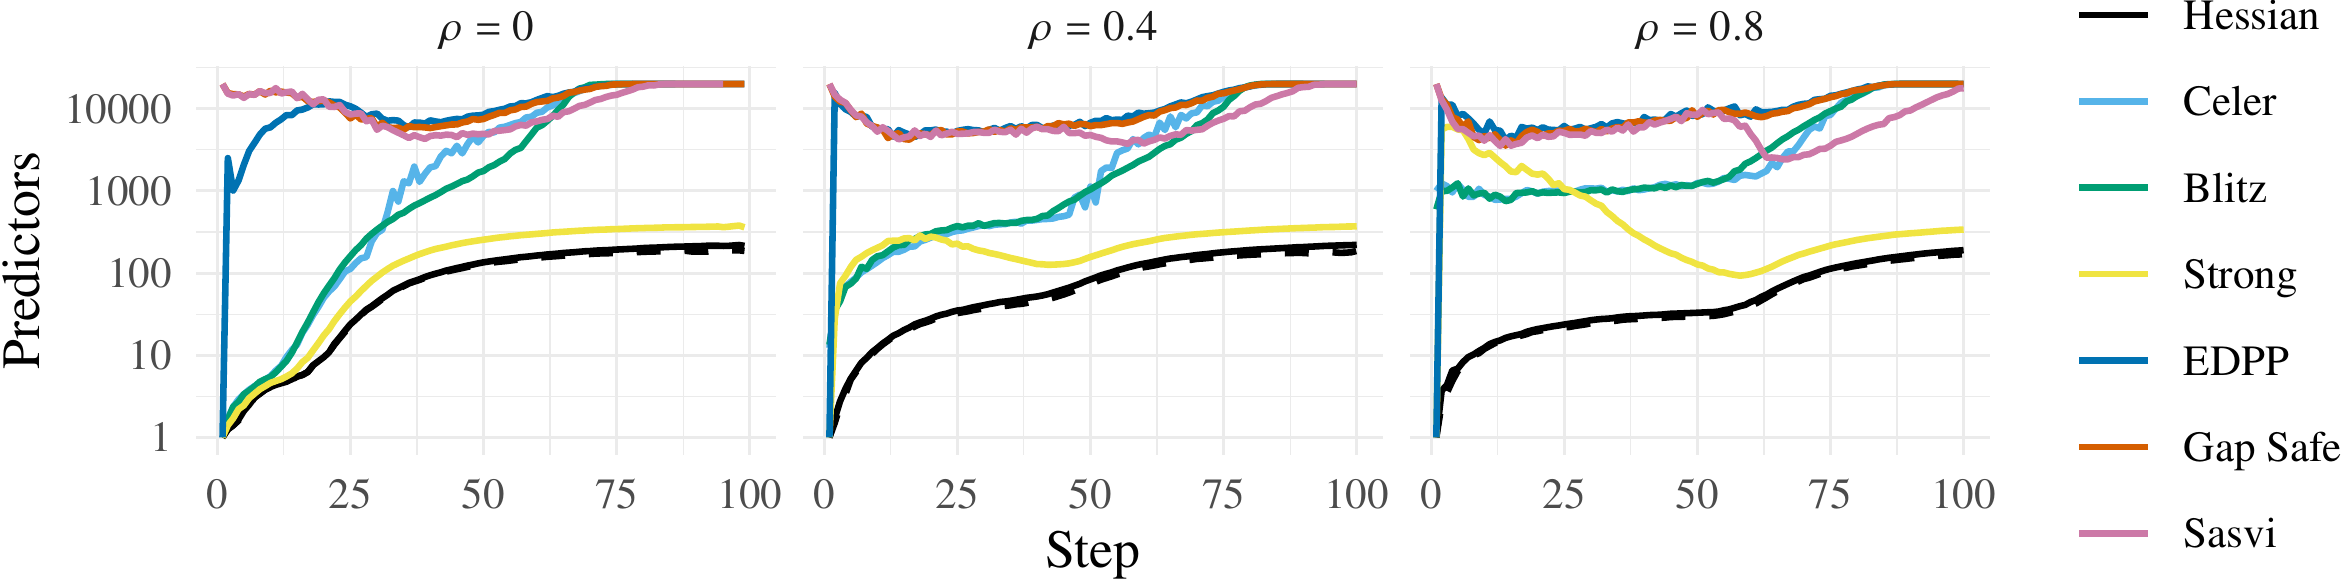 ρ = 0
ρ = 0.4
ρ = 0.8
Predictors
10000
1000
100
10
1
0 25 50 75 100
0 25 50 75 100
0 25 50 75 100
Step
Hessian
Celer
Blitz
Strong
EDPP
Gap Safe
Sasvi